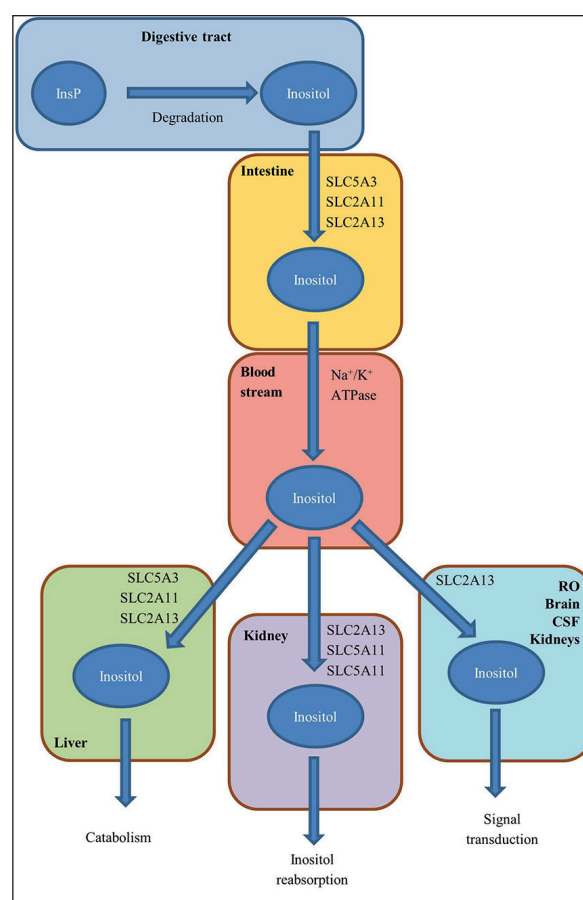 Digestive tract
InsP
Inositol
Degradation
Intestine
SLC5A3
SLC2A11
SLC2A13
Inositol
Blood
stream
Na⁺/K⁺
ATPase
Inositol
SLC5A3
SLC2A11
SLC2A13
Inositol
Liver
Catabolism
Kidney
SLC2A13
SLC5A11
SLC5A11
Inositol
Inositol
reabsorption
SLC2A13
RO
Brain
CSF
Kidneys
Inositol
Signal
transduction